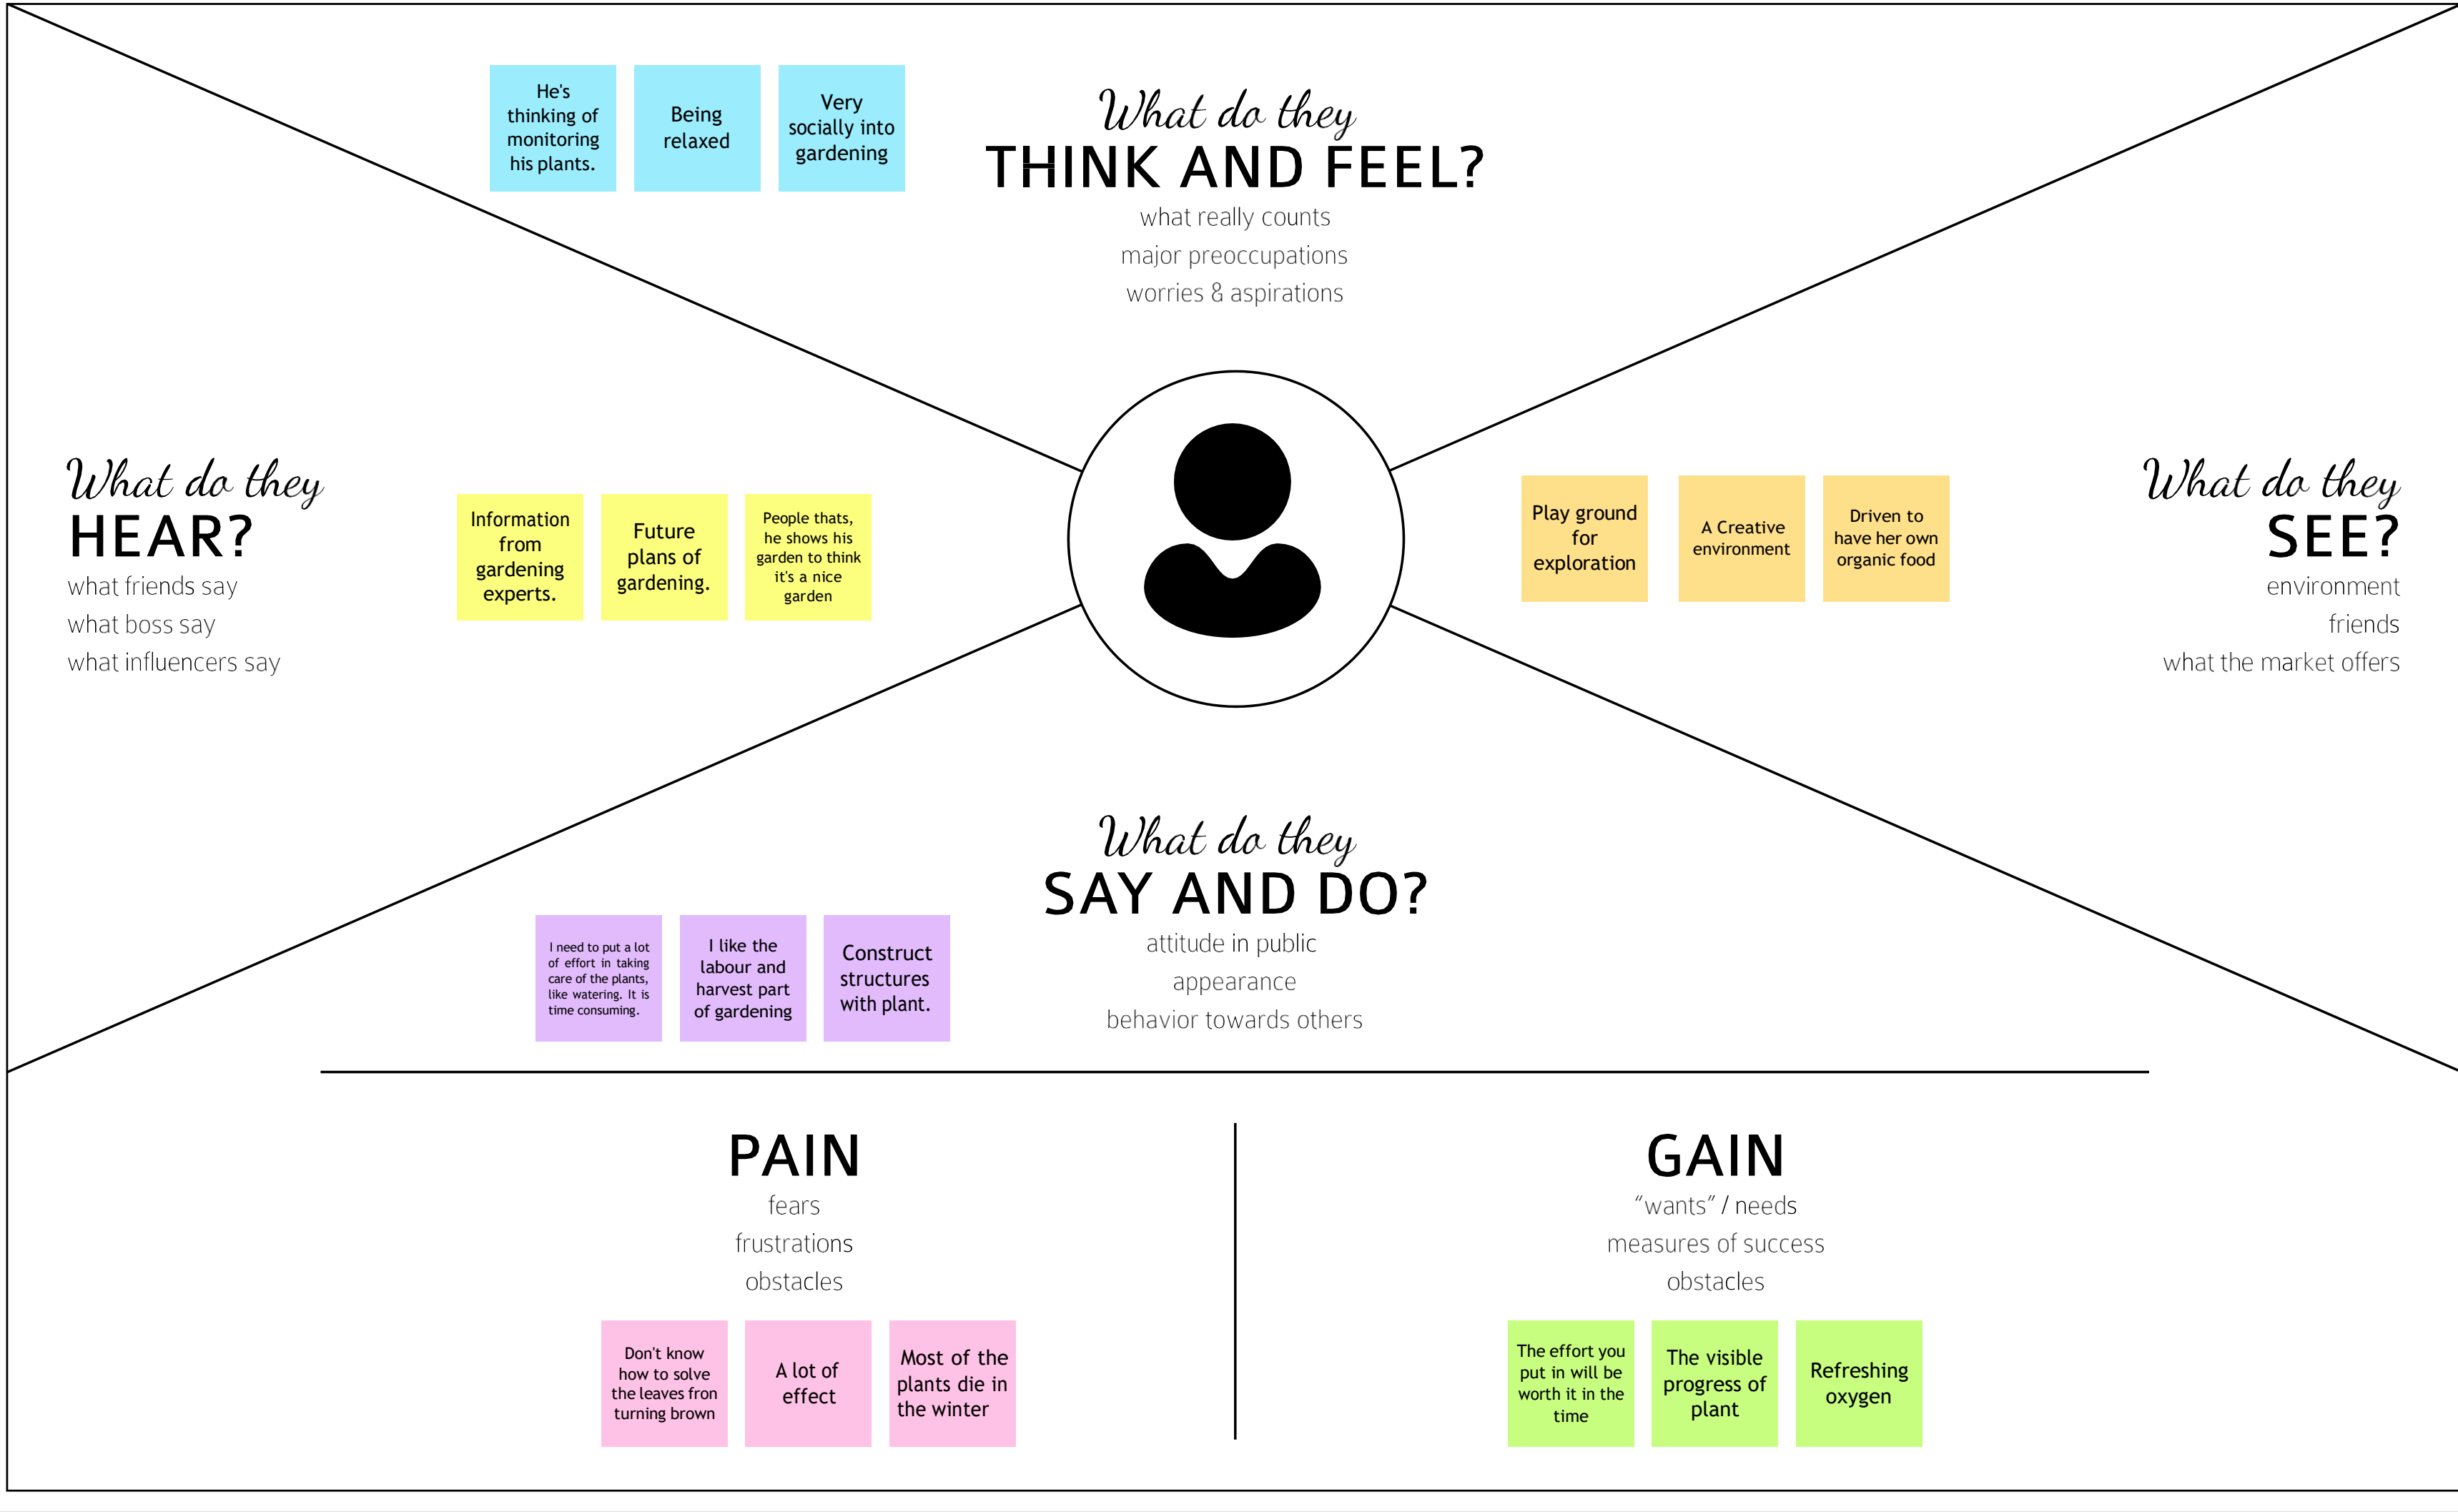 He's
thinking of
monitoring
his plants.
Being
relaxed
Very
socially into
gardening
What do they
THINK AND FEEL?
what really counts
major preoccupations
worries & aspirations
What do they
HEAR?
what friends say
what boss say
what influencers say
Information
from
gardening
experts.
Future
plans of
gardening.
People thats,
he shows his
garden to think
it's a nice
garden
Play ground
for
exploration
A Creative
environment
Driven to
have her own
organic food
What do they
SEE?
environment
friends
what the market offers
What do they
SAY AND DO?
attitude in public
appearance
behavior towards others
I need to put a lot
of effort in taking
care of the plants,
like watering. It is
time consuming.
I like the
labour and
harvest part
of gardening
Construct
structures
with plant.
PAIN
fears
frustrations
obstacles
Don't know
how to solve
the leaves fron
turning brown
A lot of
effect
Most of the
plants die in
the winter
GAIN
“wants” / needs
measures of success
obstacles
The effort you
put in will be
worth it in the
time
The visible
progress of
plant
Refreshing
oxygen